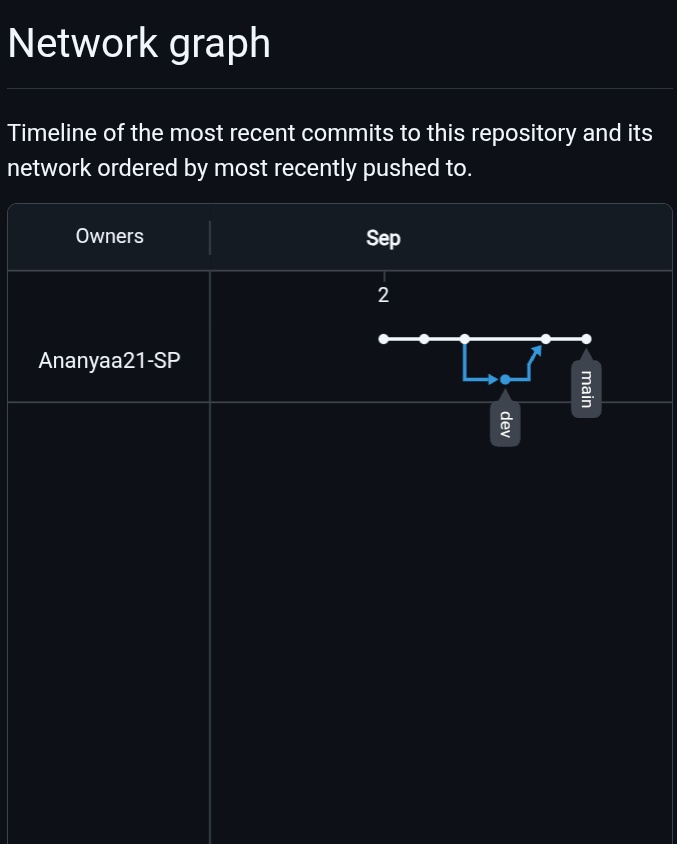 Network graph
Timeline of the most recent commits to this repository and its
network ordered by most recently pushed to.
Owners
Sep
2
Ananyaa21-SP
main
dev